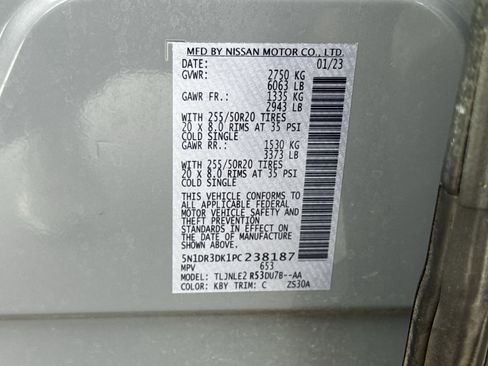 MFD BY NISSAN MOTOR CO., LTD.
DATE: 01/23
GVWR: 2750 KG
6063 LB
GAWR FR.: 1335 KG
2943 LB
WITH 255/50R20 TIRES
20 X 8.0 RIMS AT 35 PSI
COLD SINGLE
GAWR RR.: 1530 KG
3373 LB
WITH 255/50R20 TIRES
20 X 8.0 RIMS AT 35 PSI
COLD SINGLE
THIS VEHICLE CONFORMS TO
ALL APPLICABLE FEDERAL
MOTOR VEHICLE SAFETY AND
THEFT PREVENTION
STANDARDS IN EFFECT ON
THE DATE OF MANUFACTURE
SHOWN ABOVE.
5N1DR3DK1PC238187
MPV 653
MODEL: TLJNLE2 R53DU7B--AA
COLOR: KBY TRIM: C ZS30A